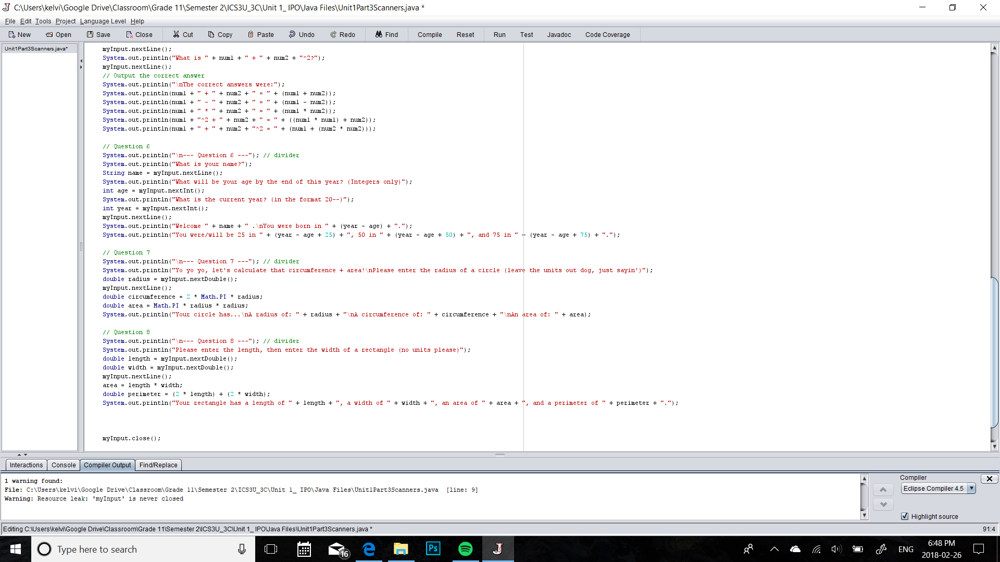 C:\Users\kelvi\Google Drive\Classroom\Grade 11\Semester 2\ICS3U_3C\Unit 1_ IPO\Java Files\Unit1Part3Scanners.java *
File Edit Tools Project Language Level Help
New Open Save Close Cut Copy Paste Undo Redo Find Compile Reset Run Test Javadoc Code Coverage
Unit1Part3Scanners.java*
myInput.nextLine();
System.out.println("What is " + num1 + " + " + num2 + "^2?");
myInput.nextLine();
// Output the correct answer
System.out.println("\nThe correct answers were:");
System.out.println(num1 + " + " + num2 + " = " + (num1 + num2));
System.out.println(num1 + " - " + num2 + " = " + (num1 - num2));
System.out.println(num1 + " * " + num2 + " = " + (num1 * num2));
System.out.println(num1 + "^2 + " + num2 + " = " + ((num1 * num1) + num2));
System.out.println(num1 + " + " + num2 + "^2 = " + (num1 + (num2 * num2)));
// Question 6
System.out.println("\n--- Question 6 ---"); // divider
System.out.println("What is your name?");
String name = myInput.nextLine();
System.out.println("What will be your age by the end of this year? (Integers only)");
int age = myInput.nextInt();
System.out.println("What is the current year? (in the format 20--)");
int year = myInput.nextInt();
myInput.nextLine();
System.out.println("Welcome " + name + " .\nYou were born in " + (year - age) + ".");
System.out.println("You were/will be 25 in " + (year - age + 25) + ", 50 in " + (year - age + 50) + ", and 75 in " + (year - age + 75) + ".");
// Question 7
System.out.println("\n--- Question 7 ---"); // divider
System.out.println("Yo yo yo, let's calculate that circumference + area!\nPlease enter the radius of a circle (leave the units out dog, just sayin')");
double radius = myInput.nextDouble();
myInput.nextLine();
double circumference = 2 * Math.PI * radius;
double area = Math.PI * radius * radius;
System.out.println("Your circle has...\nA radius of: " + radius + "\nA circumference of: " + circumference + "\nAn area of: " + area);
// Question 8
System.out.println("\n--- Question 8 ---"); // divider
System.out.println("Please enter the length, then enter the width of a rectangle (no units please)");
double length = myInput.nextDouble();
double width = myInput.nextDouble();
myInput.nextLine();
area = length * width;
double perimeter = (2 * length) + (2 * width);
System.out.println("Your rectangle has a length of " + length + ", a width of " + width + ", an area of " + area + ", and a perimeter of " + perimeter + ".");
myInput.close();
Interactions Console Compiler Output Find/Replace
1 warning found:
File: C:\Users\kelvi\Google Drive\Classroom\Grade 11\Semester 2\ICS3U_3C\Unit 1_ IPO\Java Files\Unit1Part3Scanners.java  [line: 9]
Warning: Resource leak: 'myInput' is never closed
Compiler
Eclipse Compiler 4.5
Highlight source
Editing C:\Users\kelvi\Google Drive\Classroom\Grade 11\Semester 2\ICS3U_3C\Unit 1_ IPO\Java Files\Unit1Part3Scanners.java * 91:4
Type here to search
16
Ps
ENG
6:48 PM
2018-02-26